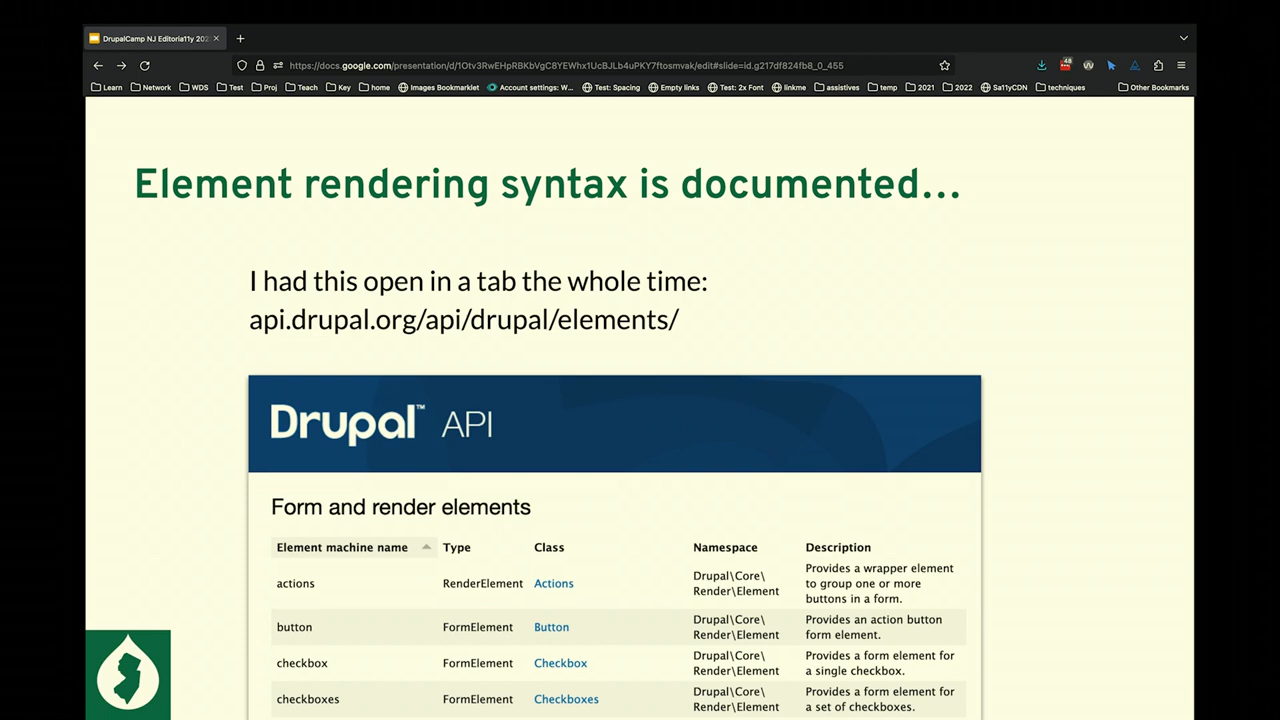 DrupalCamp NJ Editoria11y 202
https://docs.google.com/presentation/d/1Otv3RwEHpRBKbVgC8YEWhx1UcBJLb4uPKY7ftosmvak/edit#slide=id.g217df824fb8_0_455
48
Learn Network WDS Test Proj Teach Key home Images Bookmarklet Account settings: W... Test: Spacing Empty links Test: 2x Font linkme assistives temp 2021 2022 Sa11yCDN techniques Other Bookmarks
Element rendering syntax is documented...
I had this open in a tab the whole time:
api.drupal.org/api/drupal/elements/
Drupal™ API
Form and render elements
Element machine name Type Class Namespace Description
actions RenderElement Actions Drupal\Core\Render\Element Provides a wrapper element to group one or more buttons in a form.
button FormElement Button Drupal\Core\Render\Element Provides an action button form element.
checkbox FormElement Checkbox Drupal\Core\Render\Element Provides a form element for a single checkbox.
checkboxes FormElement Checkboxes Drupal\Core\Render\Element Provides a form element for a set of checkboxes.